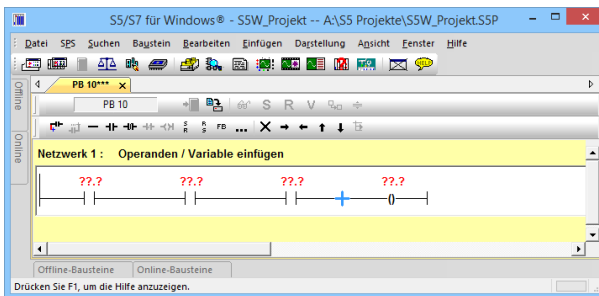 S5/S7 für Windows® - S5W_Projekt -- A:\S5 Projekte\S5W_Projekt.S5P
Datei SPS Suchen Baustein Bearbeiten Einfügen Darstellung Ansicht Eenster Hilfe
Offline
PB 10***
PB 10
S R V
S R R S FB ...
Online
Netzwerk 1 : Operanden / Variable einfügen
??.? ??.? ??.? ??.?
Offline-Bausteine Online-Bausteine
Drücken Sie F1, um die Hilfe anzuzeigen.